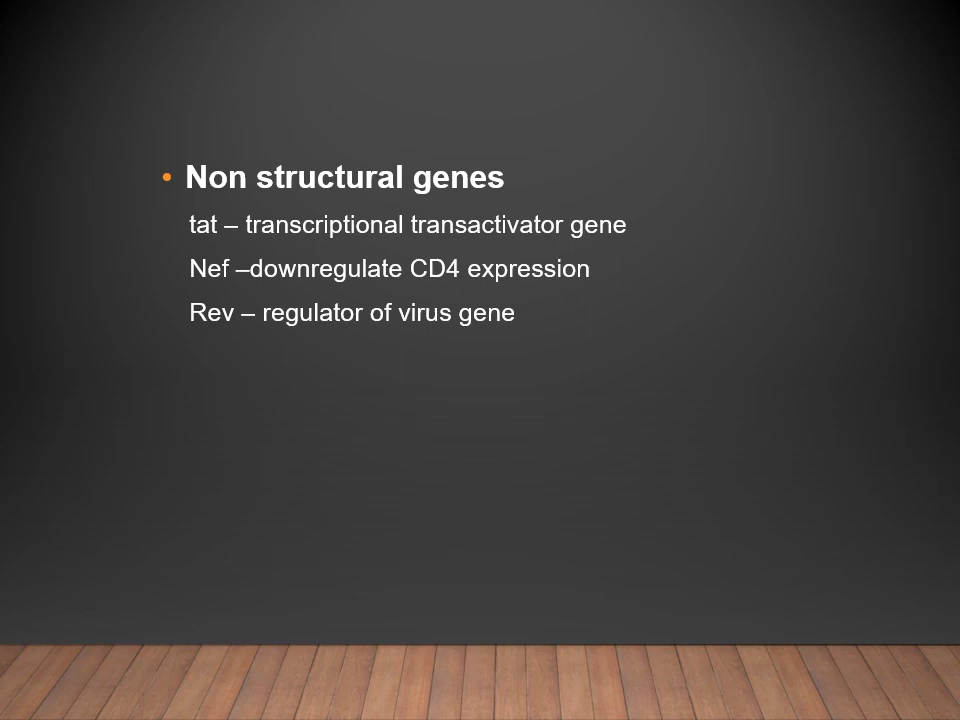 • Non structural genes
tat – transcriptional transactivator gene
Nef –downregulate CD4 expression
Rev – regulator of virus gene